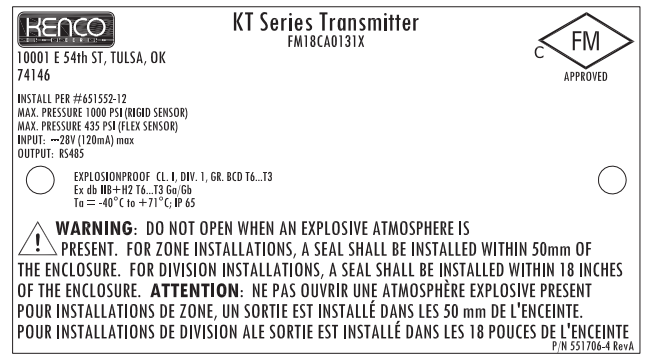 KENCO
KT Series Transmitter
FM18CA0131X
C FM
APPROVED
10001 E 54th ST, TULSA, OK
74146
INSTALL PER #651552-12
MAX. PRESSURE 1000 PSI (RIGID SENSOR)
MAX. PRESSURE 435 PSI (FLEX SENSOR)
INPUT: ⎓28V (120mA) max
OUTPUT: RS485
EXPLOSIONPROOF CL. I, DIV. 1, GR. BCD T6...T3
Ex db IIB+H2 T6...T3 Ga/Gb
Ta = -40°C to +71°C; IP 65
WARNING: DO NOT OPEN WHEN AN EXPLOSIVE ATMOSPHERE IS
PRESENT. FOR ZONE INSTALLATIONS, A SEAL SHALL BE INSTALLED WITHIN 50mm OF
THE ENCLOSURE. FOR DIVISION INSTALLATIONS, A SEAL SHALL BE INSTALLED WITHIN 18 INCHES
OF THE ENCLOSURE. ATTENTION: NE PAS OUVRIR UNE ATMOSPHÈRE EXPLOSIVE PRESENT
POUR INSTALLATIONS DE ZONE, UN SORTIE EST INSTALLÉ DANS LES 50 mm DE L'ENCEINTE.
POUR INSTALLATIONS DE DIVISION ALE SORTIE EST INSTALLÉ DANS LES 18 POUCES DE L'ENCEINTE
P/N 551706-4 RevA